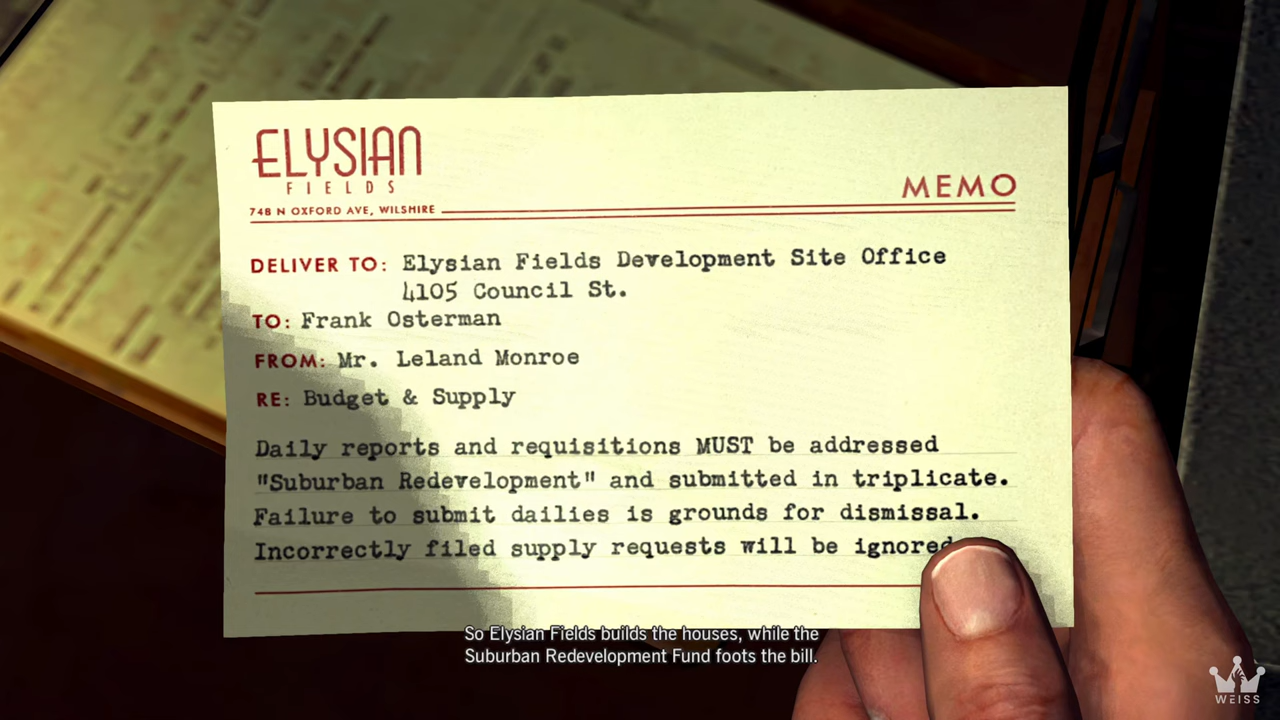 ELYSIAN
FIELDS
748 N OXFORD AVE, WILSHIRE
MEMO
DELIVER TO: Elysian Fields Development Site Office
4105 Council St.
TO: Frank Osterman
FROM: Mr. Leland Monroe
RE: Budget & Supply
Daily reports and requisitions MUST be addressed
"Suburban Redevelopment" and submitted in triplicate.
Failure to submit dailies is grounds for dismissal.
Incorrectly filed supply requests will be ignored
So Elysian Fields builds the houses, while the
Suburban Redevelopment Fund foots the bill.
WEISS